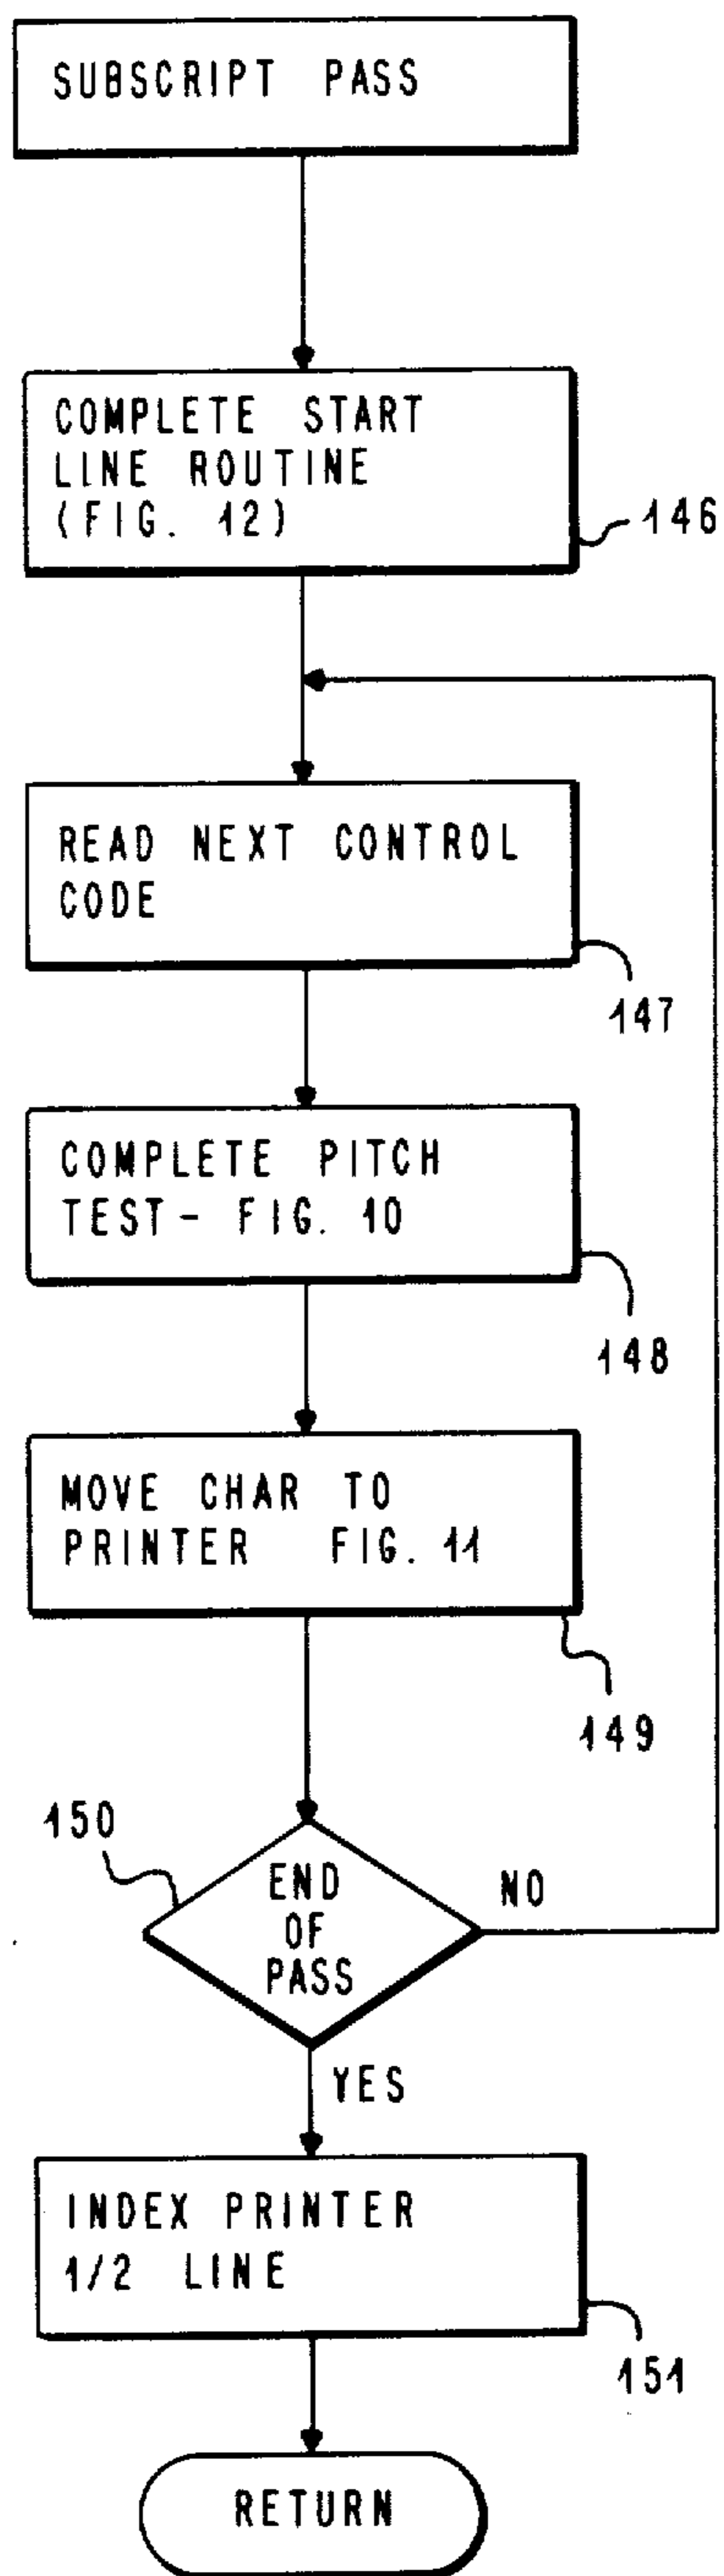 SUBSCRIPT PASS
COMPLETE START
LINE ROUTINE
(FIG. 12)
146
READ NEXT CONTROL
CODE
147
COMPLETE PITCH
TEST- FIG. 10
148
MOVE CHAR TO
PRINTER FIG. 11
149
150
END
OF
PASS
NO
YES
INDEX PRINTER
1/2 LINE
151
RETURN